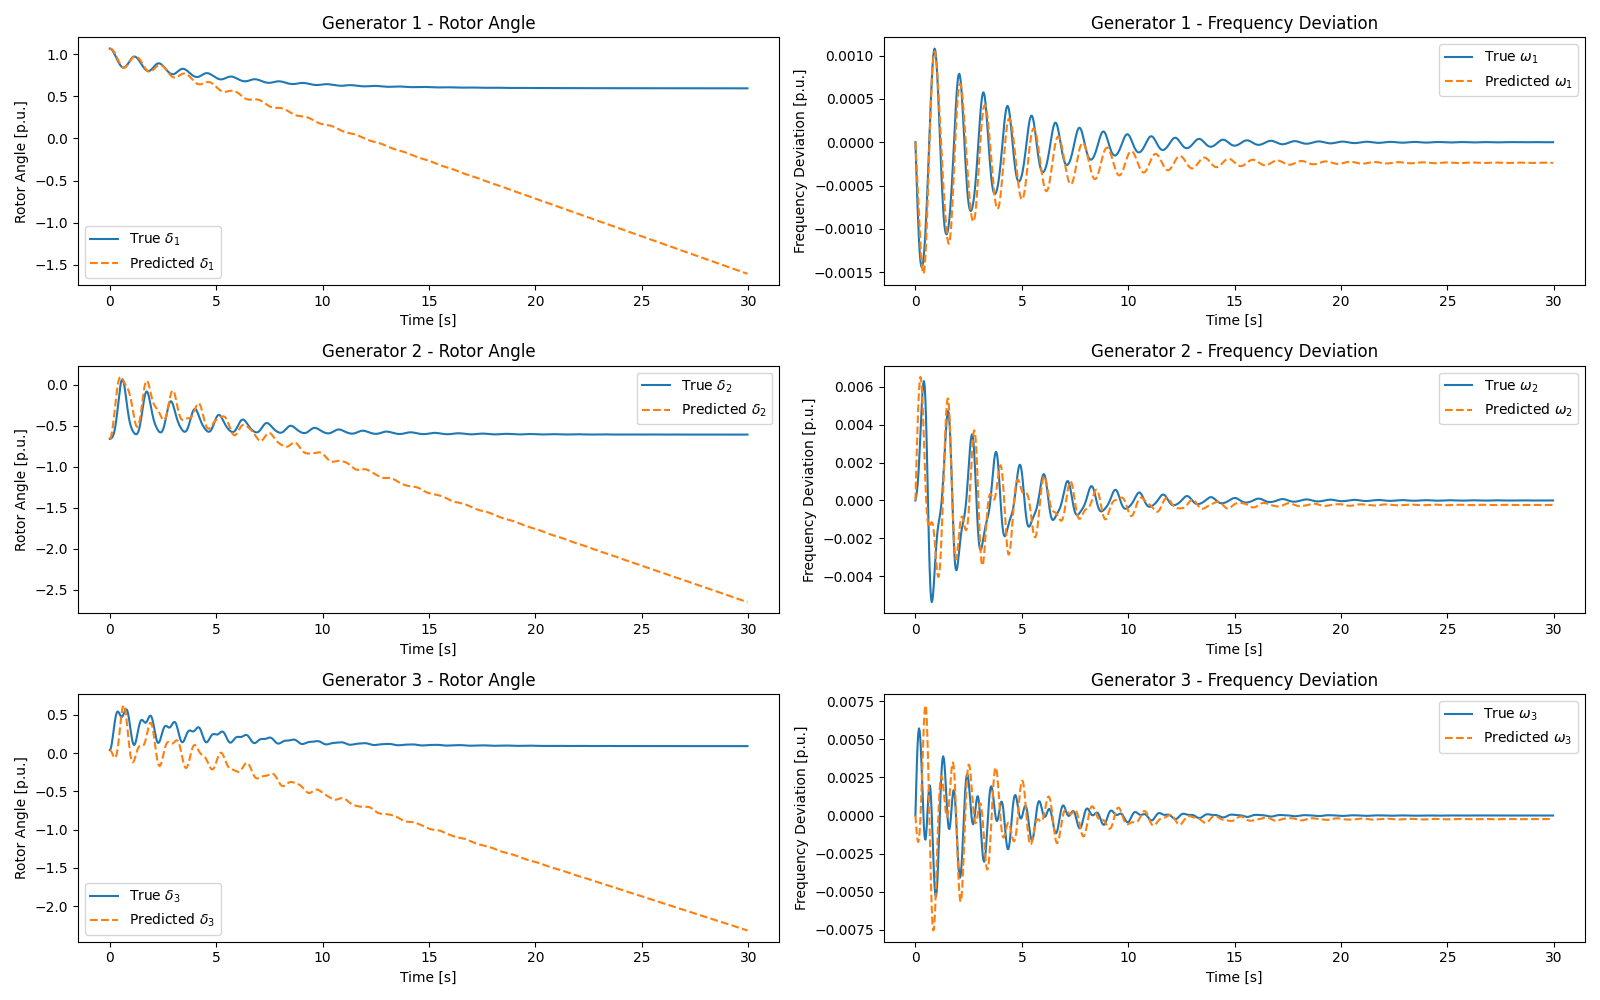 Generator 1 - Rotor Angle
Rotor Angle [p.u.]
1.0
0.5
0.0
−0.5
−1.0
−1.5
True δ1
Predicted δ1
0 5 10 15 20 25 30
Time [s]
Generator 1 - Frequency Deviation
Frequency Deviation [p.u.]
0.0010
0.0005
0.0000
−0.0005
−0.0010
−0.0015
True ω1
Predicted ω1
0 5 10 15 20 25 30
Time [s]
Generator 2 - Rotor Angle
Rotor Angle [p.u.]
0.0
−0.5
−1.0
−1.5
−2.0
−2.5
True δ2
Predicted δ2
0 5 10 15 20 25 30
Time [s]
Generator 2 - Frequency Deviation
Frequency Deviation [p.u.]
0.006
0.004
0.002
0.000
−0.002
−0.004
True ω2
Predicted ω2
0 5 10 15 20 25 30
Time [s]
Generator 3 - Rotor Angle
Rotor Angle [p.u.]
0.5
0.0
−0.5
−1.0
−1.5
−2.0
True δ3
Predicted δ3
0 5 10 15 20 25 30
Time [s]
Generator 3 - Frequency Deviation
Frequency Deviation [p.u.]
0.0075
0.0050
0.0025
0.0000
−0.0025
−0.0050
−0.0075
True ω3
Predicted ω3
0 5 10 15 20 25 30
Time [s]